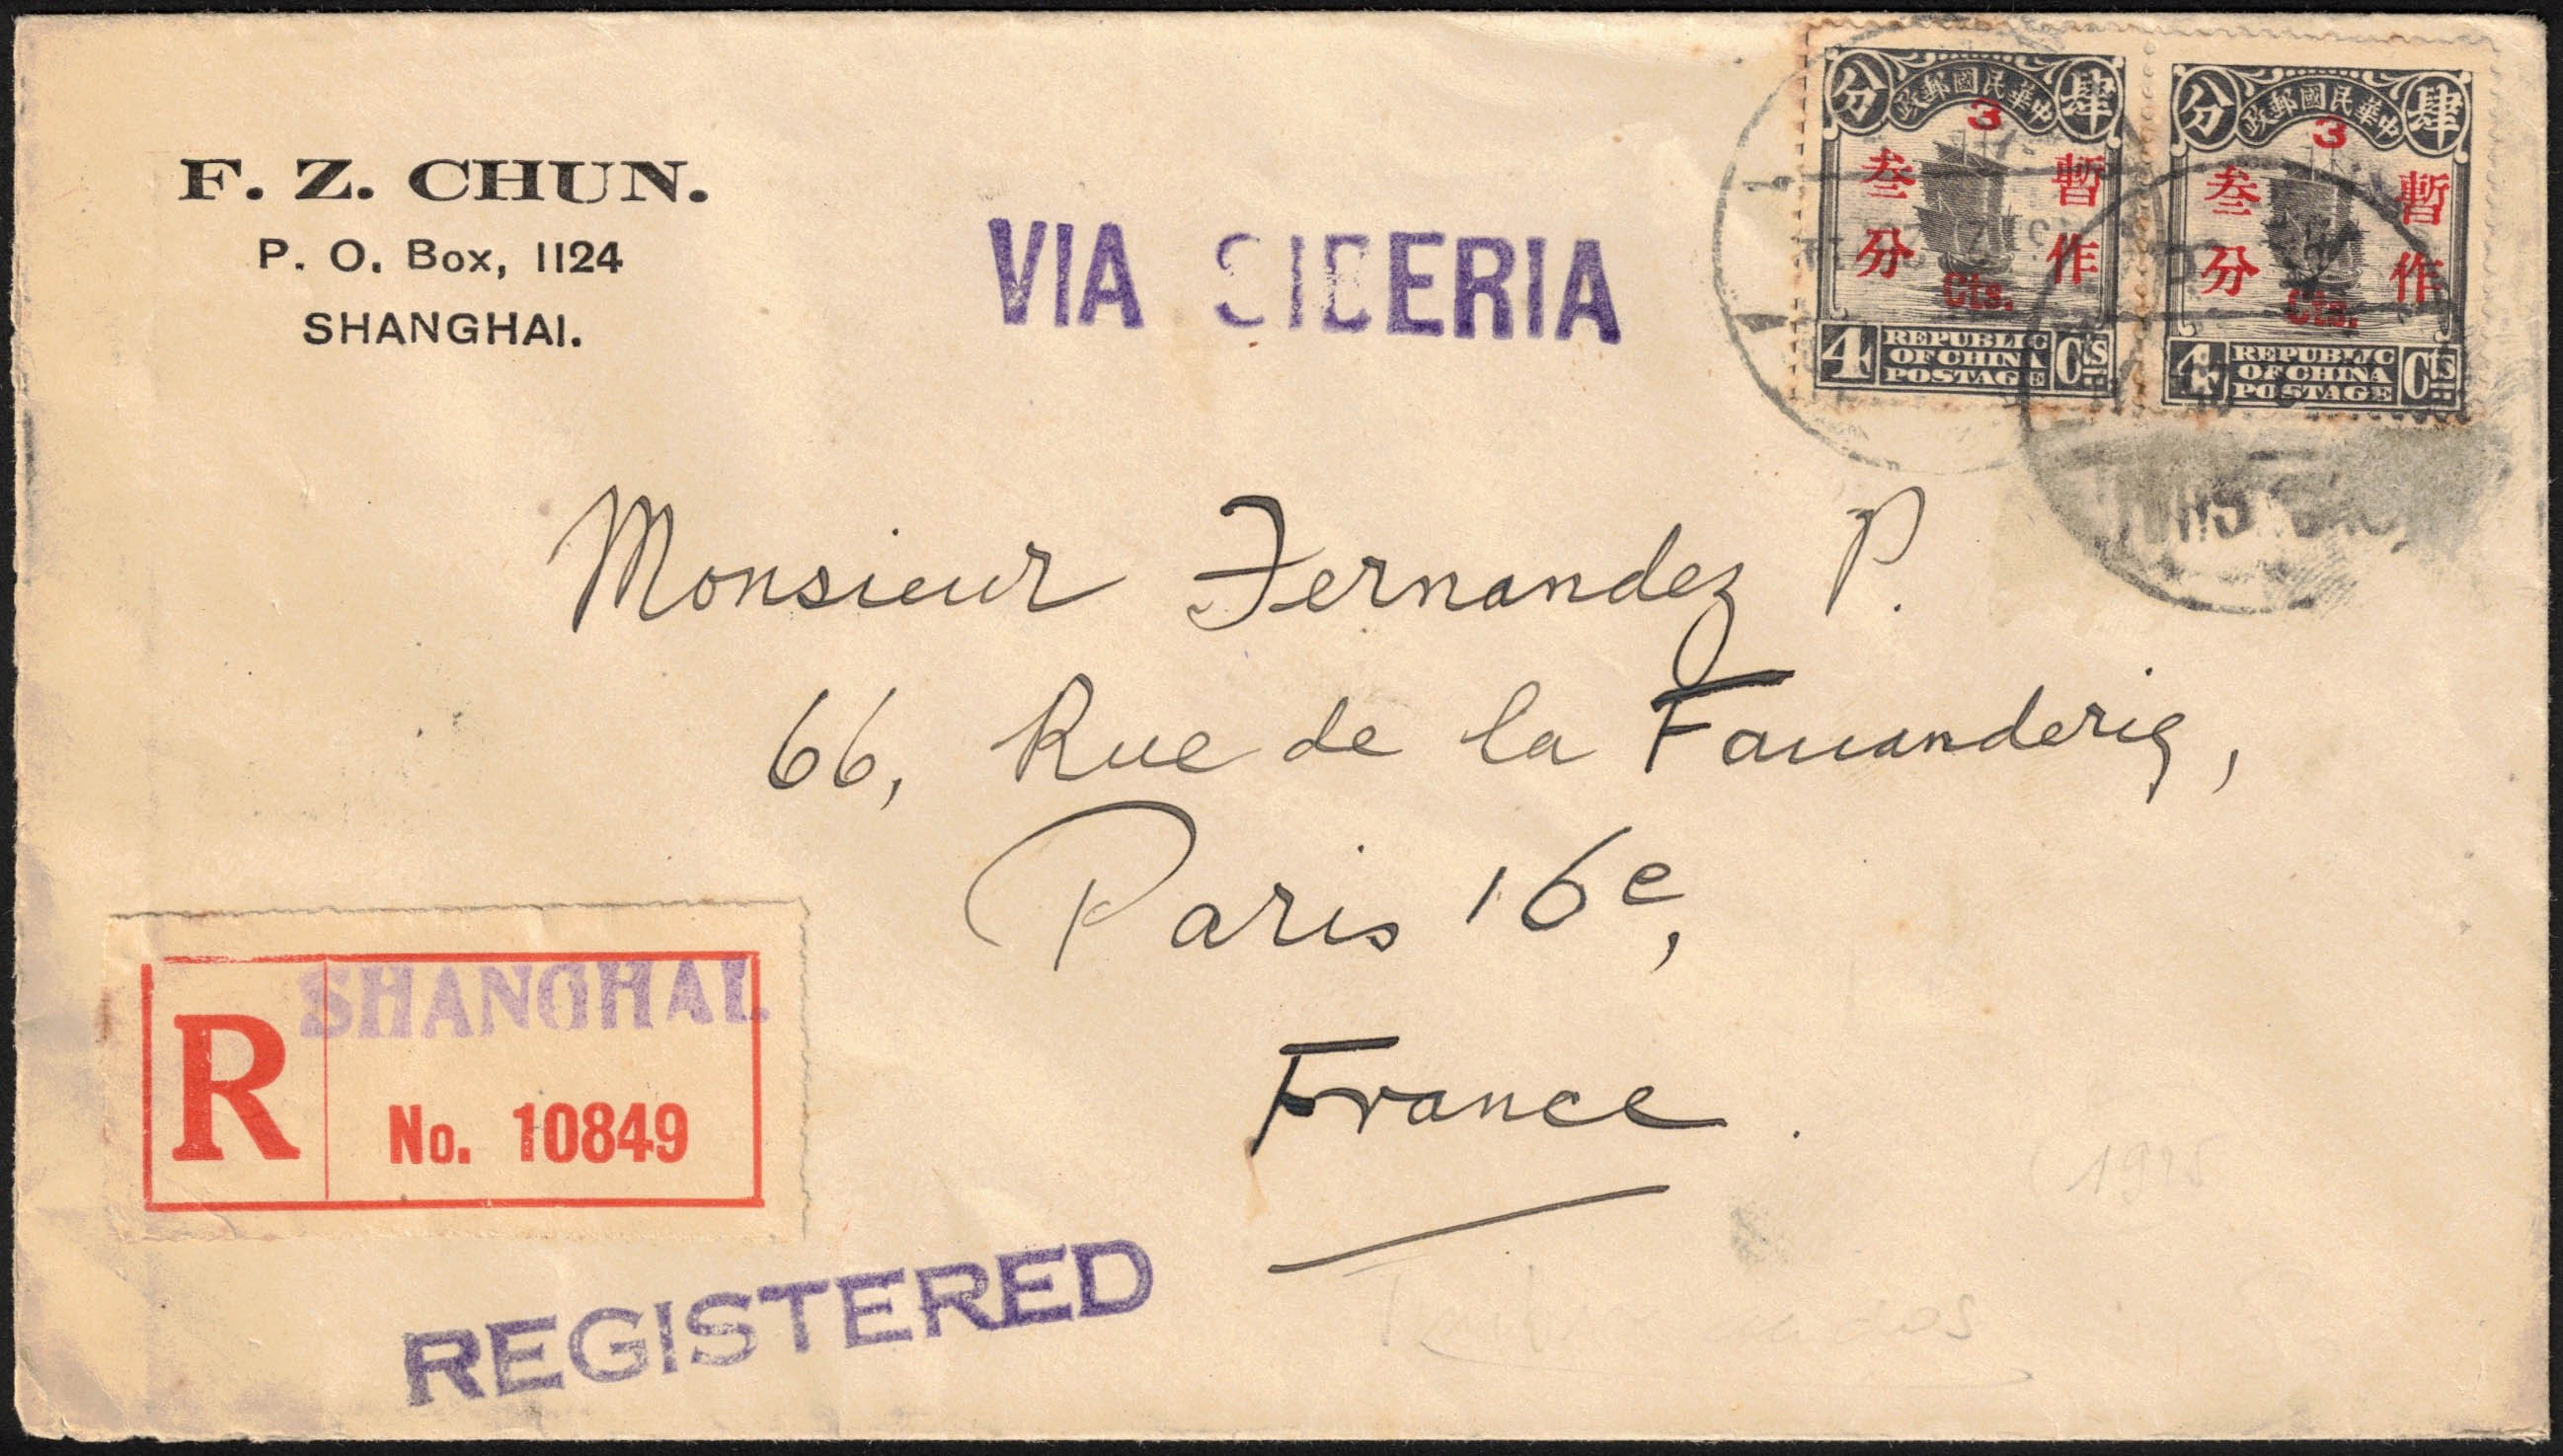 F. Z. CHUN.
P. O. Box, 1124
SHANGHAI.
VIA SIBERIA
分 政郵國民華中 肆
3
叁分 暫作
Cts.
4 REPUBLIC OF CHINA POSTAGE Cts
分 政郵國民華中 肆
3
叁分 暫作
Cts.
4 REPUBLIC OF CHINA POSTAGE Cts
Monsieur Fernandez P.
66, Rue de la Fauanderig,
Paris 16e,
France.
R SHANGHAI.
No. 10849
REGISTERED
(1925